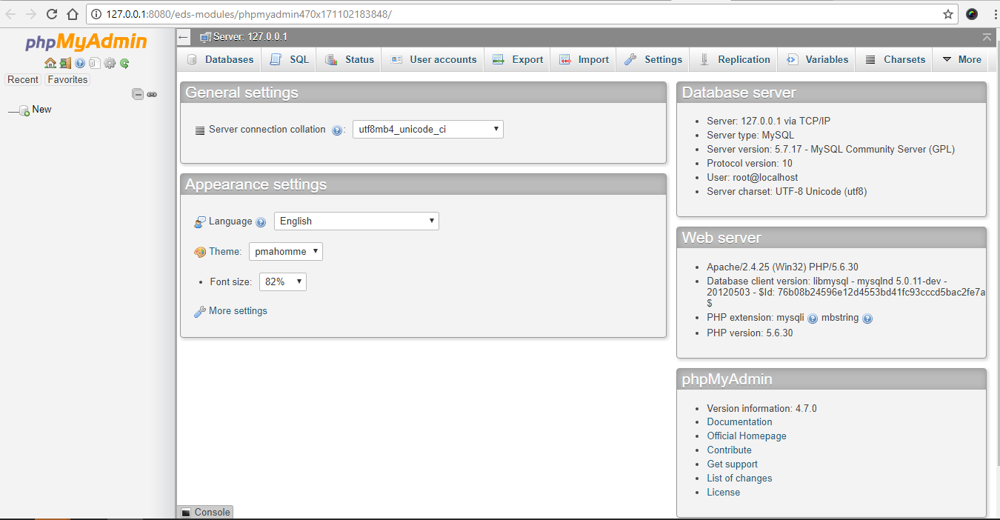 127.0.0.1:8080/eds-modules/phpmyadmin470x171102183848/
phpMyAdmin
Recent Favorites
New
Server: 127.0.0.1
Databases SQL Status User accounts Export Import Settings Replication Variables Charsets More
General settings
Server connection collation : utf8mb4_unicode_ci
Appearance settings
Language English
Theme: pmahomme
Font size: 82%
More settings
Database server
Server: 127.0.0.1 via TCP/IP
Server type: MySQL
Server version: 5.7.17 - MySQL Community Server (GPL)
Protocol version: 10
User: root@localhost
Server charset: UTF-8 Unicode (utf8)
Web server
Apache/2.4.25 (Win32) PHP/5.6.30
Database client version: libmysql - mysqlnd 5.0.11-dev -
20120503 - $Id: 76b08b24596e12d4553bd41fc93cccd5bac2fe7a
$
PHP extension: mysqli mbstring
PHP version: 5.6.30
phpMyAdmin
Version information: 4.7.0
Documentation
Official Homepage
Contribute
Get support
List of changes
License
Console